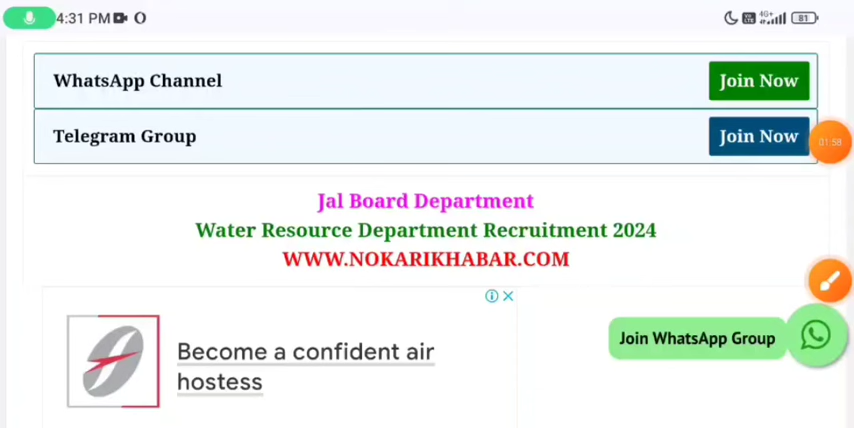 4:31 PM
4G+
81
WhatsApp Channel
Join Now
Telegram Group
Join Now
01:58
Jal Board Department
Water Resource Department Recruitment 2024
WWW.NOKARIKHABAR.COM
Become a confident air
hostess
Join WhatsApp Group